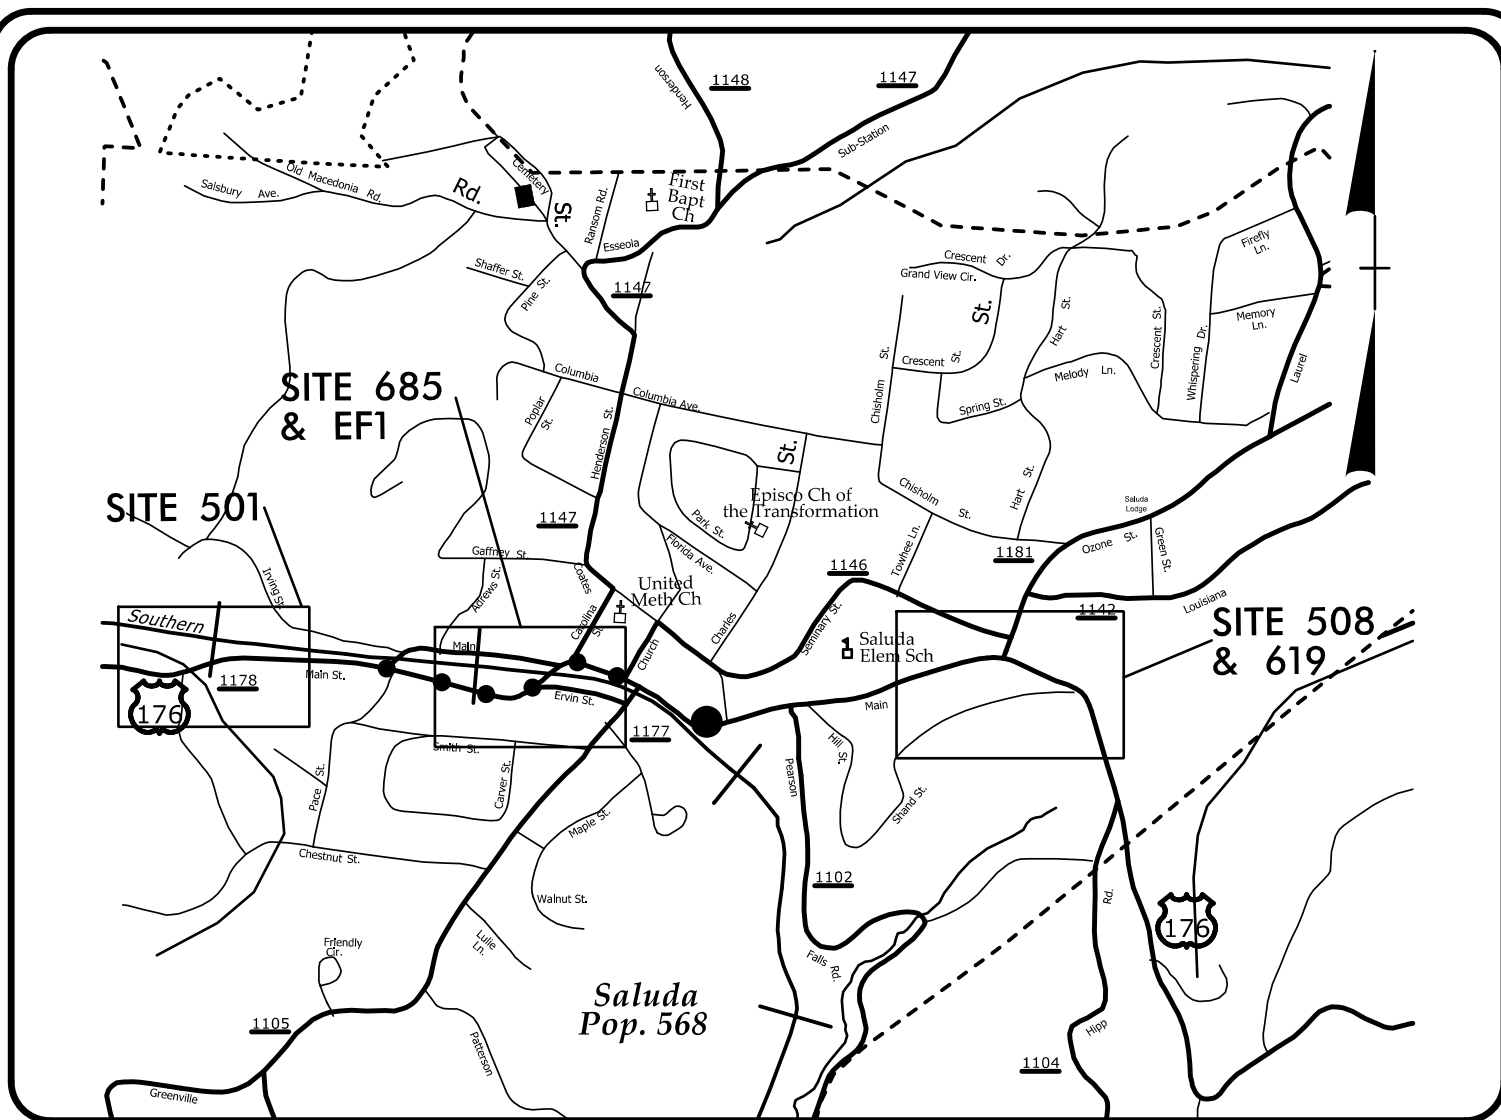 1148
1147
Henderson
Sub-Station
Salsbury Ave.
Old Macedonia Rd.
Rd.
Cemetery
St.
Ransom Rd.
First
Bapt
Ch
Esseola
Shaffer St.
Pine St.
1147
Crescent Dr.
Grand View Cir.
St.
Hart St.
Firefly
Ln.
Memory
Ln.
Crescent St.
Whispering Dr.
Laurel
Crescent St.
Chisholm St.
Melody Ln.
Spring St.
Columbia
Columbia Ave.
Poplar
St.
Henderson St.
SITE 685
& EF1
SITE 501
St.
Episco Ch of
the Transformation
Park St.
Florida Ave.
Chisholm St.
Hart St.
Towhee Ln.
Saluda
Lodge
Ozone St.
Green St.
1147
1181
1146
1142
Louisiana
Gaffney St.
Adrews St.
Coates
Carolina
St.
United
Meth Ch
Irving St.
Southern
Main
Church
Charles
Seminary St.
Saluda
Elem Sch
SITE 508
& 619
1178
Main St.
176
Ervin St.
Main
1177
Smith St.
Pace St.
Carver St.
Maple St.
Pearson
Hill
St.
Shand St.
Chestnut St.
Walnut St.
1102
Lulie
Ln.
Friendly
Cir.
Falls Rd.
Rd.
176
Saluda
Pop. 568
1105
Patterson
Hipp
1104
Greenville